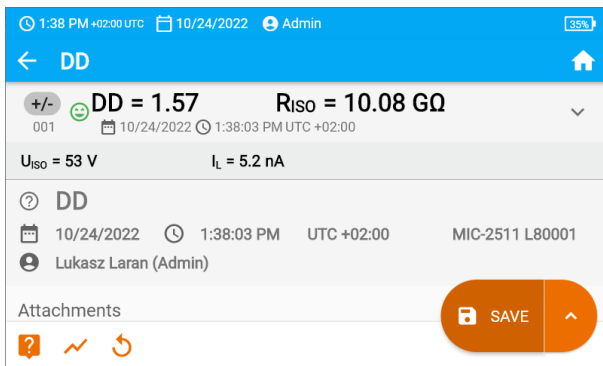 1:38 PM +02:00 UTC 10/24/2022 Admin 35%
DD
+/- DD = 1.57 RISO = 10.08 GΩ
001 10/24/2022 1:38:03 PM UTC +02:00
UISO = 53 V IL = 5.2 nA
DD
10/24/2022 1:38:03 PM UTC +02:00 MIC-2511 L80001
Lukasz Laran (Admin)
Attachments
SAVE